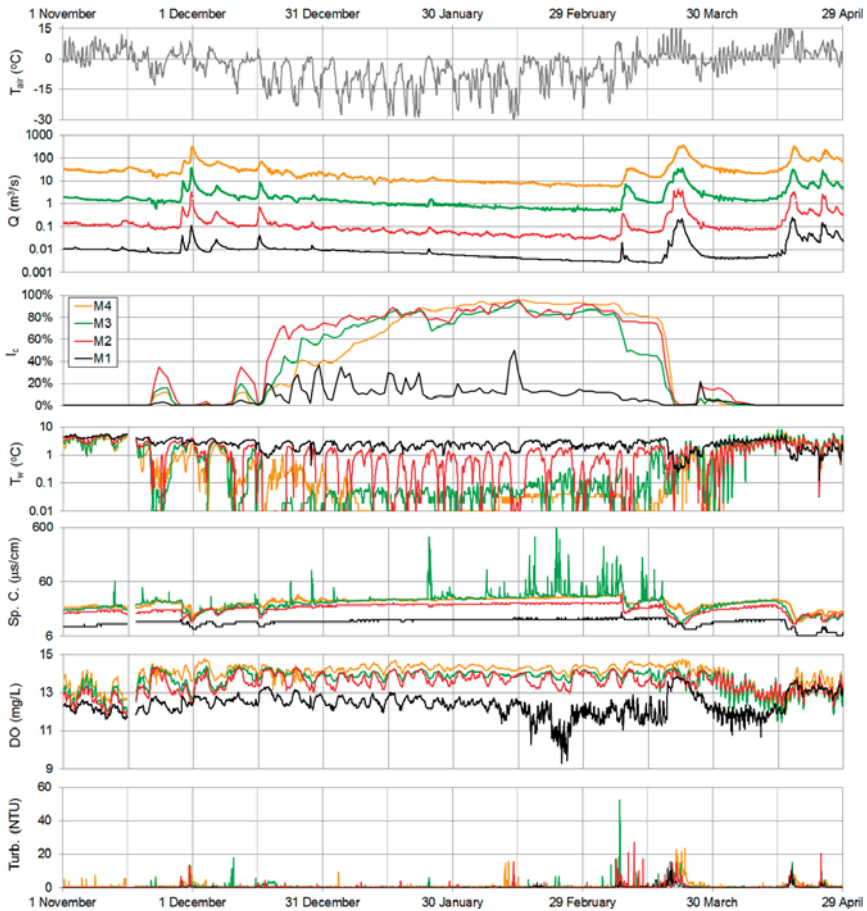 1 November 1 December 31 December 30 January 29 February 30 March 29 April
T_air (°C)
15
0
-15
-30
Q (m³/s)
1000
100
10
1
0.1
0.01
0.001
I_c
100%
80%
60%
40%
20%
0%
M4
M3
M2
M1
T_w (°C)
10
1
0.1
0.01
Sp. C. (µs/cm)
600
60
6
DO (mg/L)
15
13
11
9
Turb. (NTU)
60
40
20
0
1 November 1 December 31 December 30 January 29 February 30 March 29 April